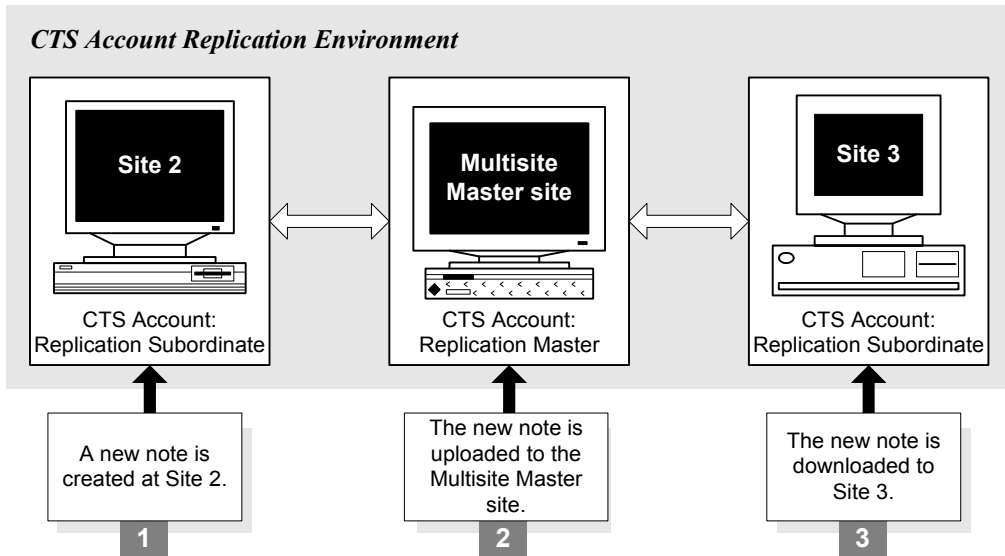 CTS Account Replication Environment
Site 2
CTS Account:
Replication Subordinate
Multisite
Master site
CTS Account:
Replication Master
Site 3
CTS Account:
Replication Subordinate
A new note is
created at Site 2.
1
The new note is
uploaded to the
Multisite Master
site.
2
The new note is
downloaded to
Site 3.
3